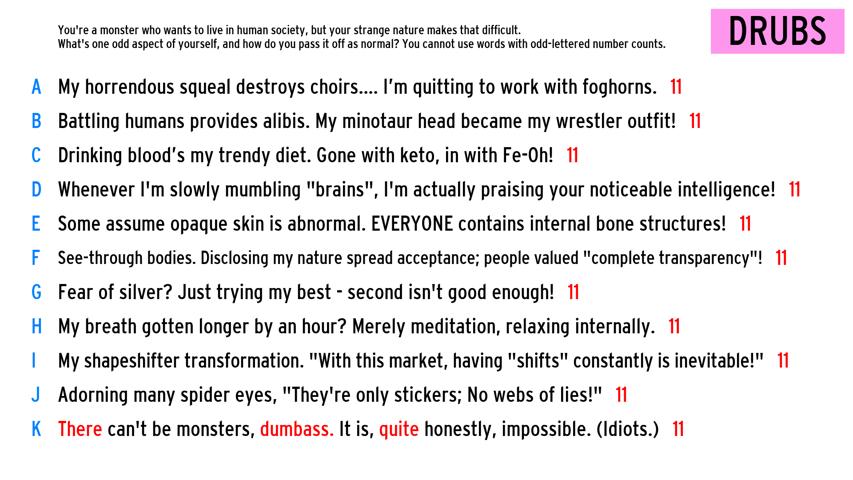 You're a monster who wants to live in human society, but your strange nature makes that difficult.
What's one odd aspect of yourself, and how do you pass it off as normal? You cannot use words with odd-lettered number counts.
DRUBS
A My horrendous squeal destroys choirs.... I'm quitting to work with foghorns. 11
B Battling humans provides alibis. My minotaur head became my wrestler outfit! 11
C Drinking blood's my trendy diet. Gone with keto, in with Fe-Oh! 11
D Whenever I'm slowly mumbling "brains", I'm actually praising your noticeable intelligence! 11
E Some assume opaque skin is abnormal. EVERYONE contains internal bone structures! 11
F See-through bodies. Disclosing my nature spread acceptance; people valued "complete transparency"! 11
G Fear of silver? Just trying my best - second isn't good enough! 11
H My breath gotten longer by an hour? Merely meditation, relaxing internally. 11
I My shapeshifter transformation. "With this market, having "shifts" constantly is inevitable!" 11
J Adorning many spider eyes, "They're only stickers; No webs of lies!" 11
K There can't be monsters, dumbass. It is, quite honestly, impossible. (Idiots.) 11